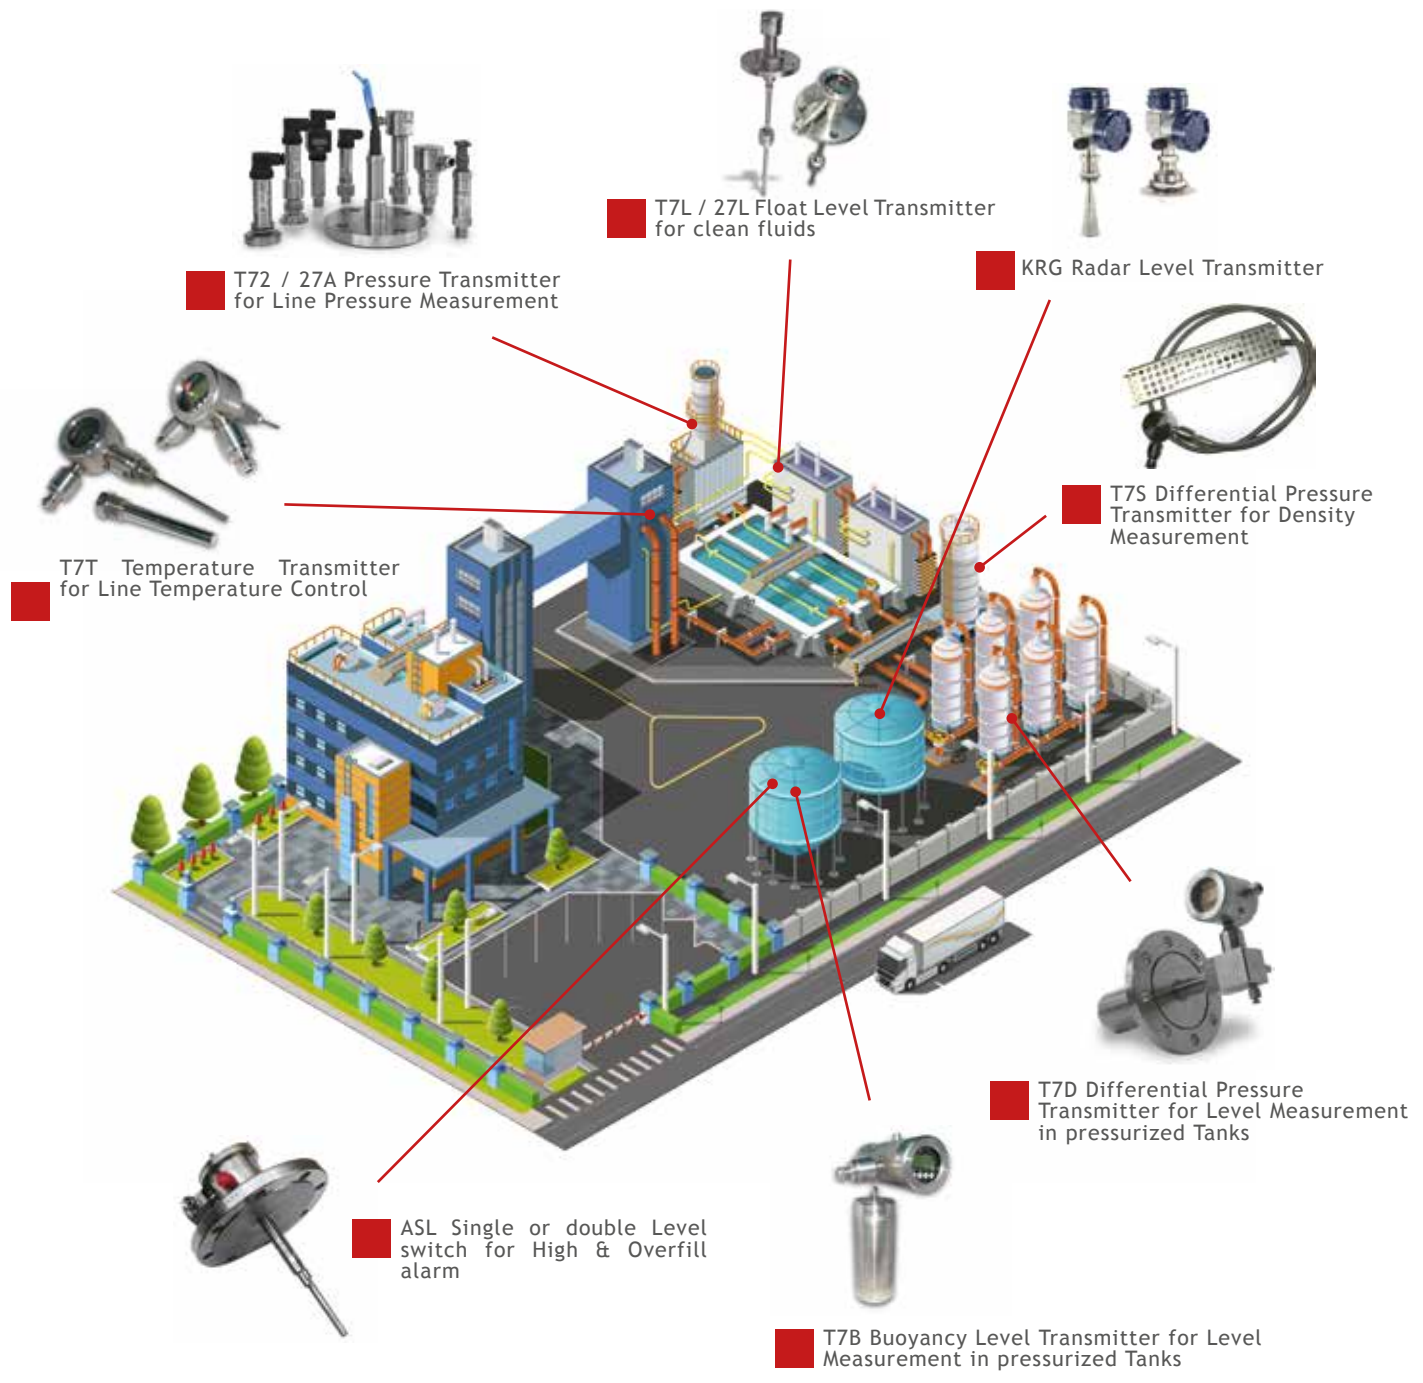 T7L / 27L Float Level Transmitter
for clean fluids
KRG Radar Level Transmitter
T72 / 27A Pressure Transmitter
for Line Pressure Measurement
T7S Differential Pressure
Transmitter for Density
Measurement
T7T Temperature Transmitter
for Line Temperature Control
T7D Differential Pressure
Transmitter for Level Measurement
in pressurized Tanks
ASL Single or double Level
switch for High & Overfill
alarm
T7B Buoyancy Level Transmitter for Level
Measurement in pressurized Tanks